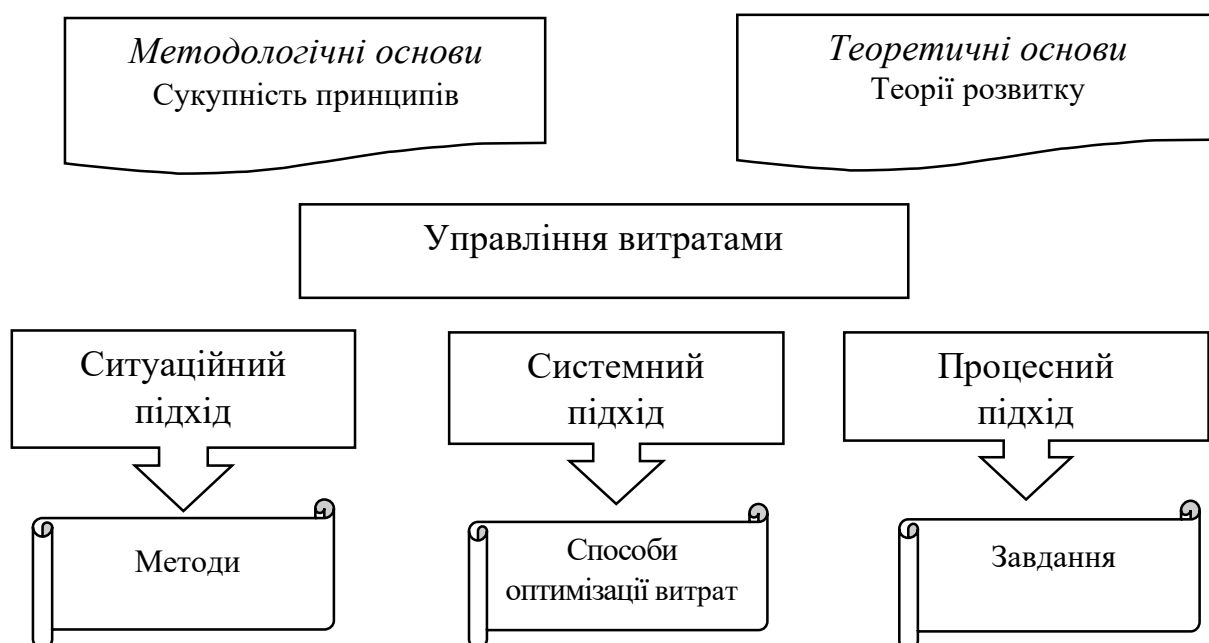 Методологічні основи
Сукупність принципів
Теоретичні основи
Теорії розвитку
Управління витратами
Ситуаційний
підхід
Системний
підхід
Процесний
підхід
Методи
Способи
оптимізації витрат
Завдання